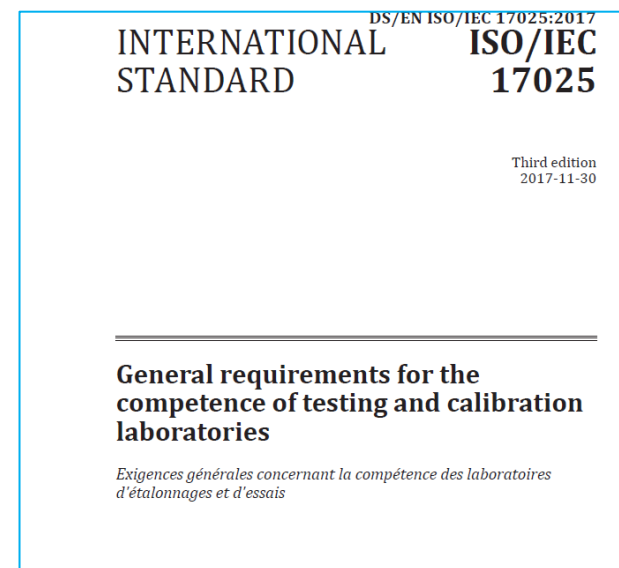 DS/EN ISO/IEC 17025:2017
INTERNATIONAL STANDARD
ISO/IEC 17025
Third edition
2017-11-30
General requirements for the
competence of testing and calibration
laboratories
Exigences générales concernant la compétence des laboratoires
d'étalonnages et d'essais